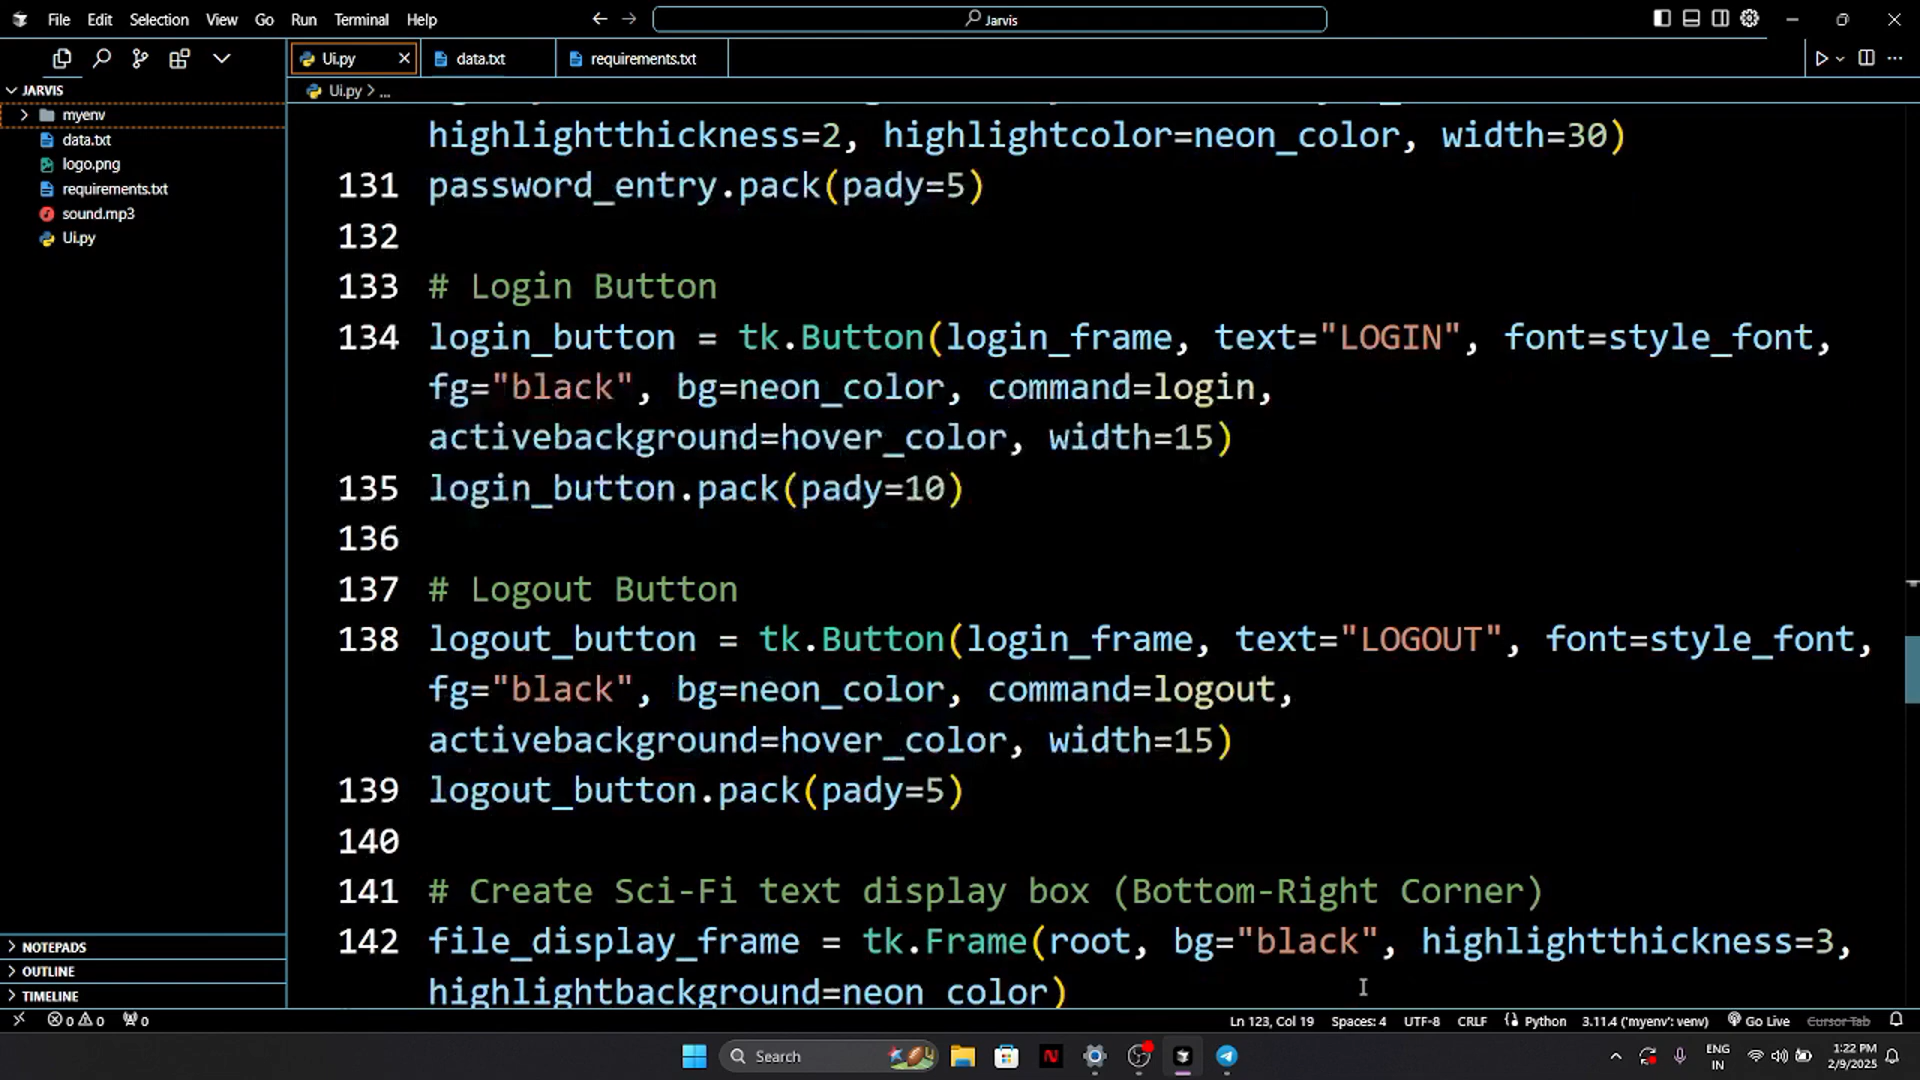 File Edit Selection View Go Run Terminal Help
Jarvis
Ui.py
data.txt
requirements.txt
JARVIS
Ui.py > ...
myenv
data.txt
logo.png
requirements.txt
sound.mp3
Ui.py
highlightthickness=2, highlightcolor=neon_color, width=30)
131 password_entry.pack(pady=5)
132
133 # Login Button
134 login_button = tk.Button(login_frame, text="LOGIN", font=style_font,
fg="black", bg=neon_color, command=login,
activebackground=hover_color, width=15)
135 login_button.pack(pady=10)
136
137 # Logout Button
138 logout_button = tk.Button(login_frame, text="LOGOUT", font=style_font,
fg="black", bg=neon_color, command=logout,
activebackground=hover_color, width=15)
139 logout_button.pack(pady=5)
140
141 # Create Sci-Fi text display box (Bottom-Right Corner)
142 file_display_frame = tk.Frame(root, bg="black", highlightthickness=3,
highlightbackground=neon_color)
NOTEPADS
OUTLINE
TIMELINE
0 0 0
Ln 123, Col 19 Spaces: 4 UTF-8 CRLF Python 3.11.4 ('myenv': venv) Go Live Cursor Tab
Search
ENG
IN
1:22 PM
2/9/2025